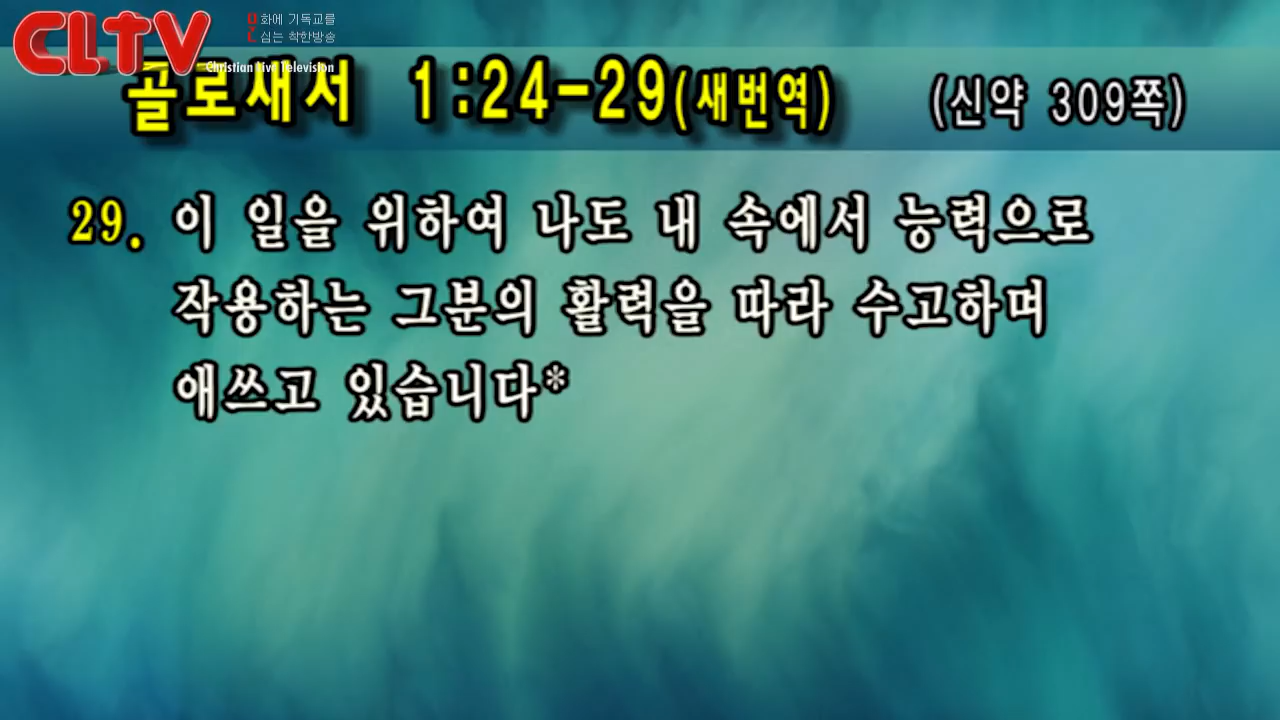 CLTV
문화에 기독교를
심는 착한방송
Christian Live Television
골로새서 1:24-29(새번역) (신약 309쪽)
29. 이 일을 위하여 나도 내 속에서 능력으로
작용하는 그분의 활력을 따라 수고하며
애쓰고 있습니다*